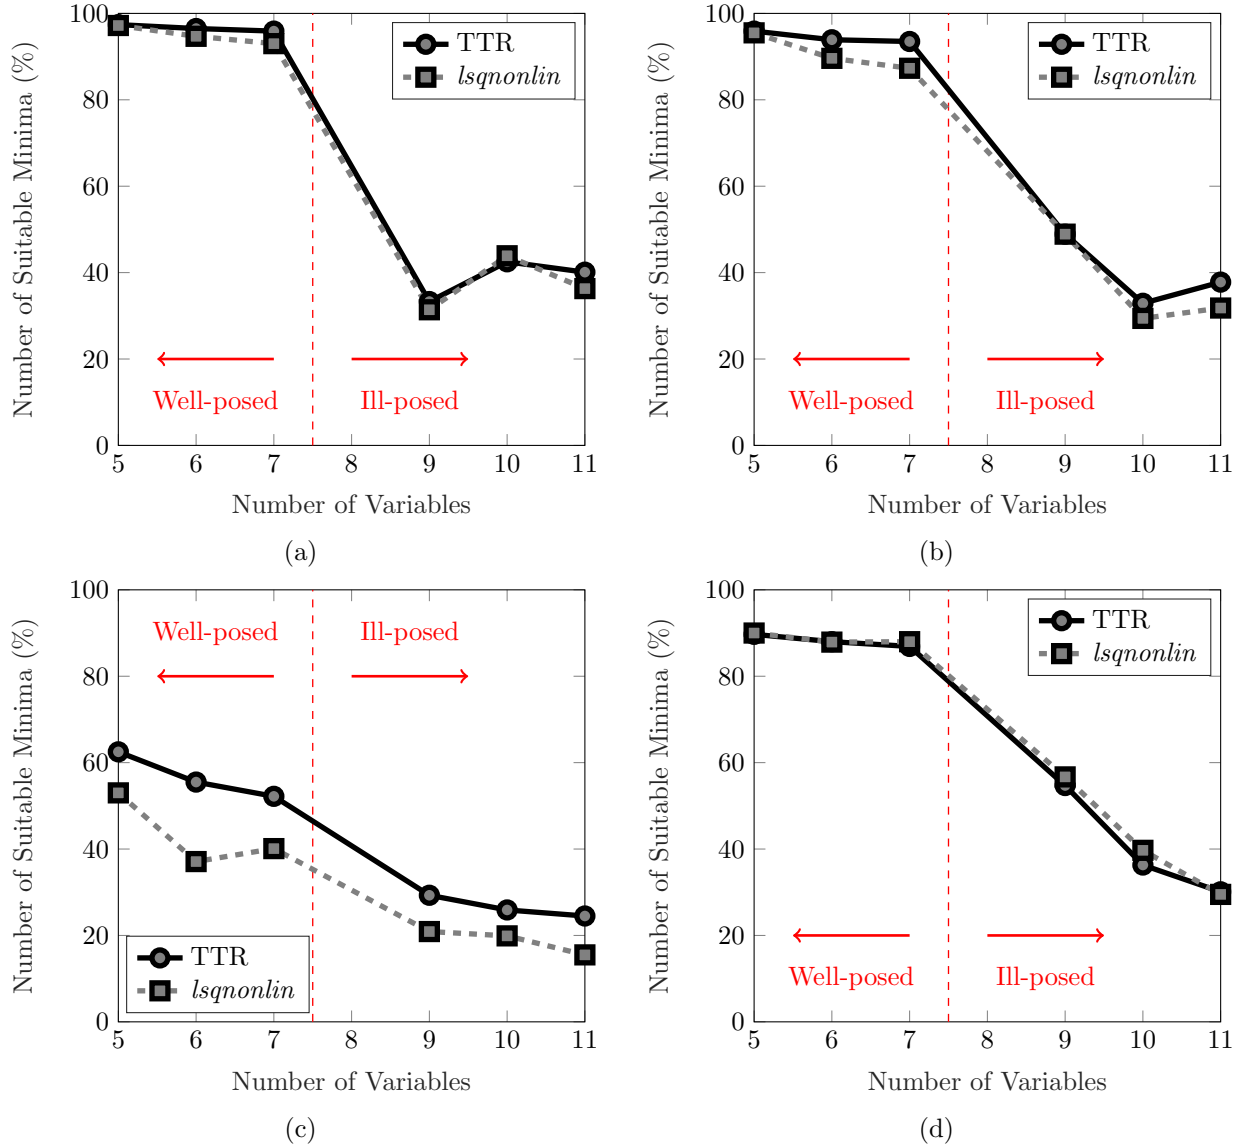 Number of Suitable Minima (%)
100
80
60
40
20
0
TTR
lsqnonlin
Well-posed
Ill-posed
5 6 7 8 9 10 11
Number of Variables
(a)
Number of Suitable Minima (%)
100
80
60
40
20
0
TTR
lsqnonlin
Well-posed
Ill-posed
5 6 7 8 9 10 11
Number of Variables
(b)
Number of Suitable Minima (%)
100
80
60
40
20
0
Well-posed
Ill-posed
TTR
lsqnonlin
5 6 7 8 9 10 11
Number of Variables
(c)
Number of Suitable Minima (%)
100
80
60
40
20
0
TTR
lsqnonlin
Well-posed
Ill-posed
5 6 7 8 9 10 11
Number of Variables
(d)